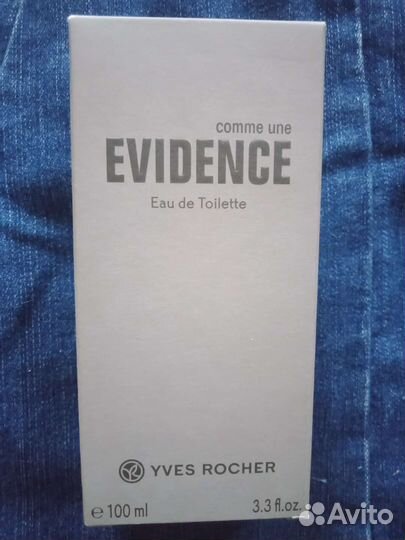 comme une
EVIDENCE
Eau de Toilette
YVES ROCHER
e 100 ml 3.3 fl.oz.
Avito